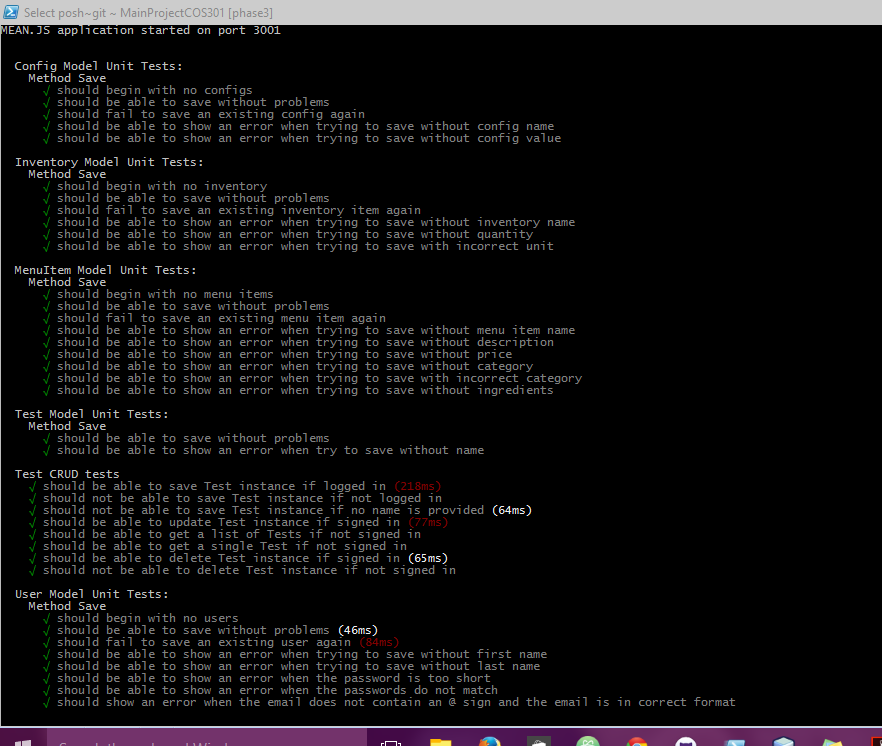 Select posh~git ~ MainProjectCOS301 [phase3]
MEAN.JS application started on port 3001
Config Model Unit Tests:
Method Save
√ should begin with no configs
√ should be able to save without problems
√ should fail to save an existing config again
√ should be able to show an error when trying to save without config name
√ should be able to show an error when trying to save without config value
Inventory Model Unit Tests:
Method Save
√ should begin with no inventory
√ should be able to save without problems
√ should fail to save an existing inventory item again
√ should be able to show an error when trying to save without inventory name
√ should be able to show an error when trying to save without quantity
√ should be able to show an error when trying to save with incorrect unit
MenuItem Model Unit Tests:
Method Save
√ should begin with no menu items
√ should be able to save without problems
√ should fail to save an existing menu item again
√ should be able to show an error when trying to save without menu item name
√ should be able to show an error when trying to save without description
√ should be able to show an error when trying to save without price
√ should be able to show an error when trying to save without category
√ should be able to show an error when trying to save with incorrect category
√ should be able to show an error when trying to save without ingredients
Test Model Unit Tests:
Method Save
√ should be able to save without problems
√ should be able to show an error when try to save without name
Test CRUD tests
√ should be able to save Test instance if logged in (218ms)
√ should not be able to save Test instance if not logged in
√ should not be able to save Test instance if no name is provided (64ms)
√ should be able to update Test instance if signed in (77ms)
√ should be able to get a list of Tests if not signed in
√ should be able to get a single Test if not signed in
√ should be able to delete Test instance if signed in (65ms)
√ should not be able to delete Test instance if not signed in
User Model Unit Tests:
Method Save
√ should begin with no users
√ should be able to save without problems (46ms)
√ should fail to save an existing user again (84ms)
√ should be able to show an error when trying to save without first name
√ should be able to show an error when trying to save without last name
√ should be able to show an error when the password is too short
√ should be able to show an error when the passwords do not match
√ should show an error when the email does not contain an @ sign and the email is in correct format